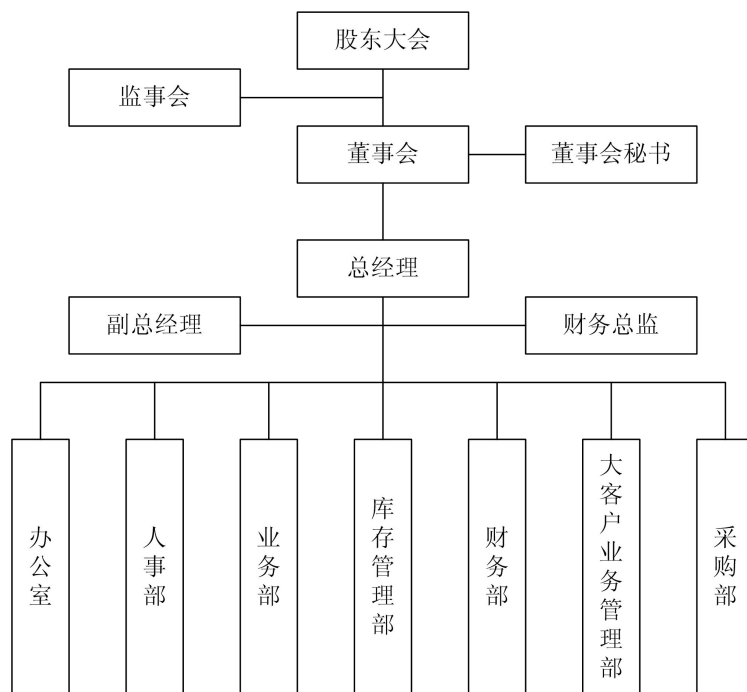 股东大会
监事会
董事会
董事会秘书
总经理
副总经理
财务总监
办公室
人事部
业务部
库存管理部
财务部
大客户业务管理部
采购部